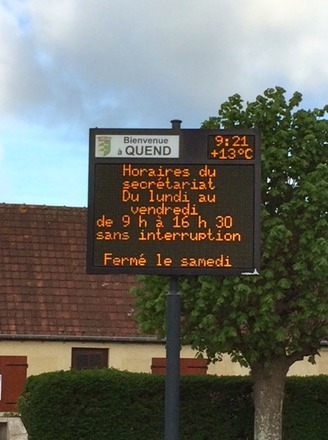 Bienvenue
à QUEND
9:21
+13°C
Horaires du
secrétariat
Du lundi au
vendredi
de 9 h à 16 h 30
sans interruption
Fermé le samedi